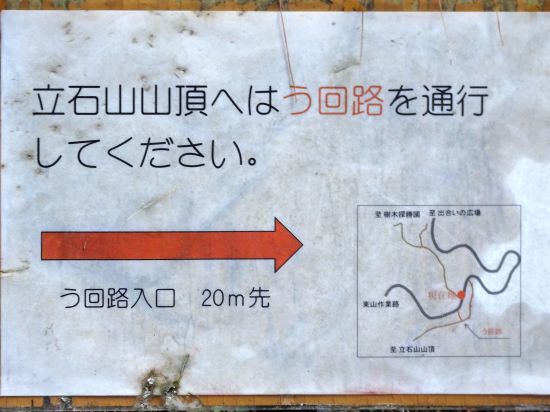 立石山山頂へはう回路を通行
してください。
う回路入口　20m先
至 樹木探勝園
至 出合いの広場
現在地
東山作業路
う回路
至 立石山山頂